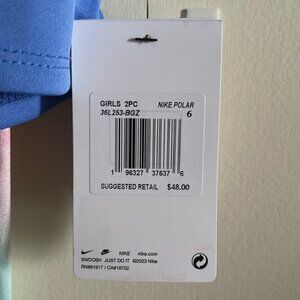 GIRLS 2PC NIKE POLAR
36L253-BGZ 6
1 96327 37637 6
SUGGESTED RETAIL $48.00
NIKE nike.com
SWOOSH JUST DO IT ©2023 Nike
RN#81917 / CA#18702